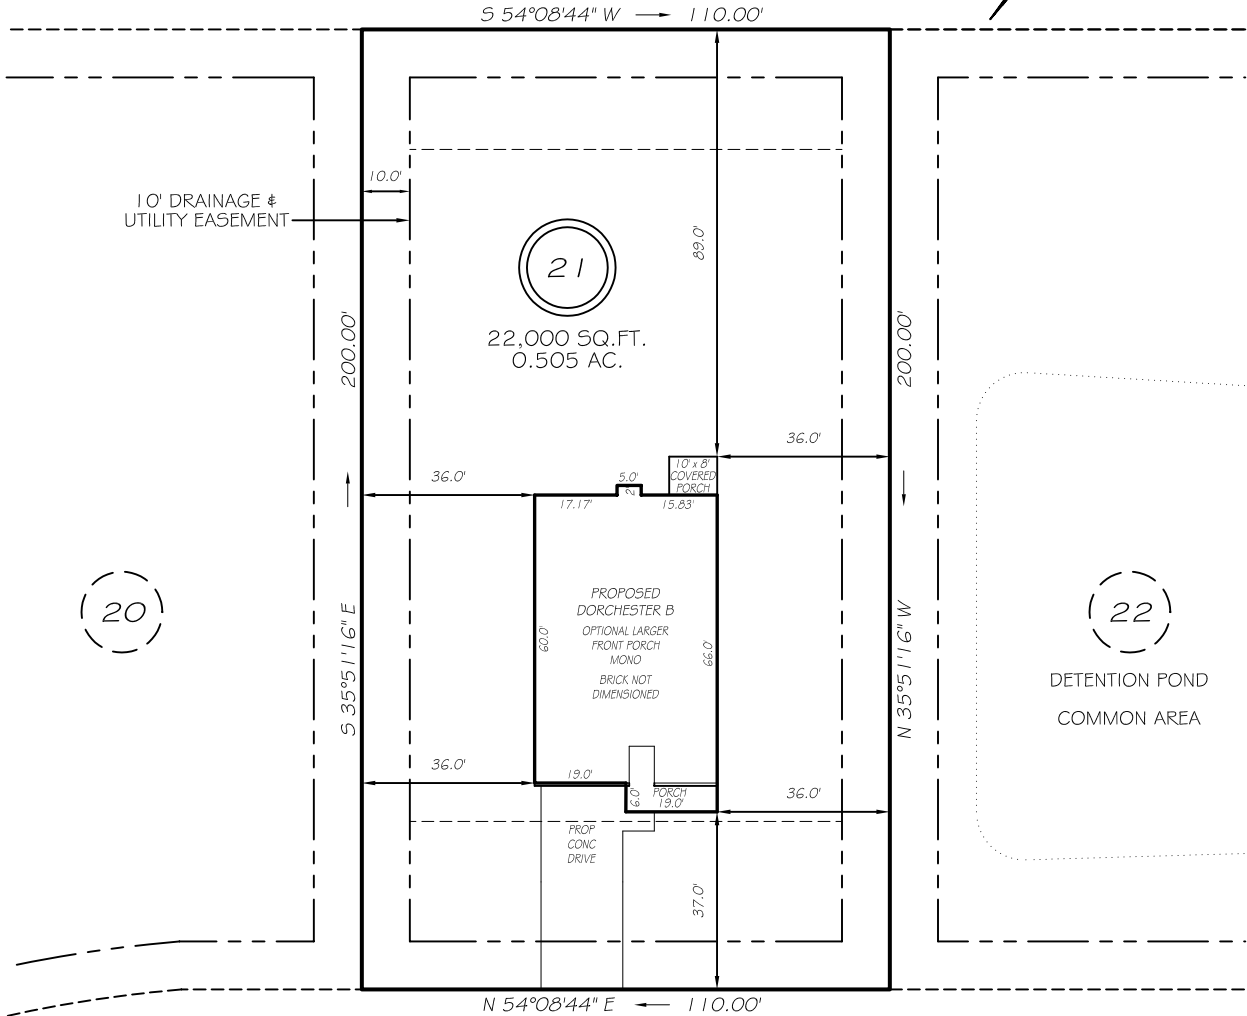 S 54°08'44" W 110.00'
10.0'
10' DRAINAGE &
UTILITY EASEMENT
89.0'
21
22,000 SQ.FT.
0.505 AC.
200.00'
200.00'
36.0'
36.0'
10' x 8'
COVERED
PORCH
5.0'
2'
17.17'
15.83'
20
22
PROPOSED
DORCHESTER B
OPTIONAL LARGER
FRONT PORCH
MONO
BRICK NOT
DIMENSIONED
60.0'
66.0'
S 35°51'16" E
N 35°51'16" W
DETENTION POND
COMMON AREA
36.0'
19.0'
6.0'
PORCH
19.0'
36.0'
PROP
CONC
DRIVE
37.0'
N 54°08'44" E 110.00'